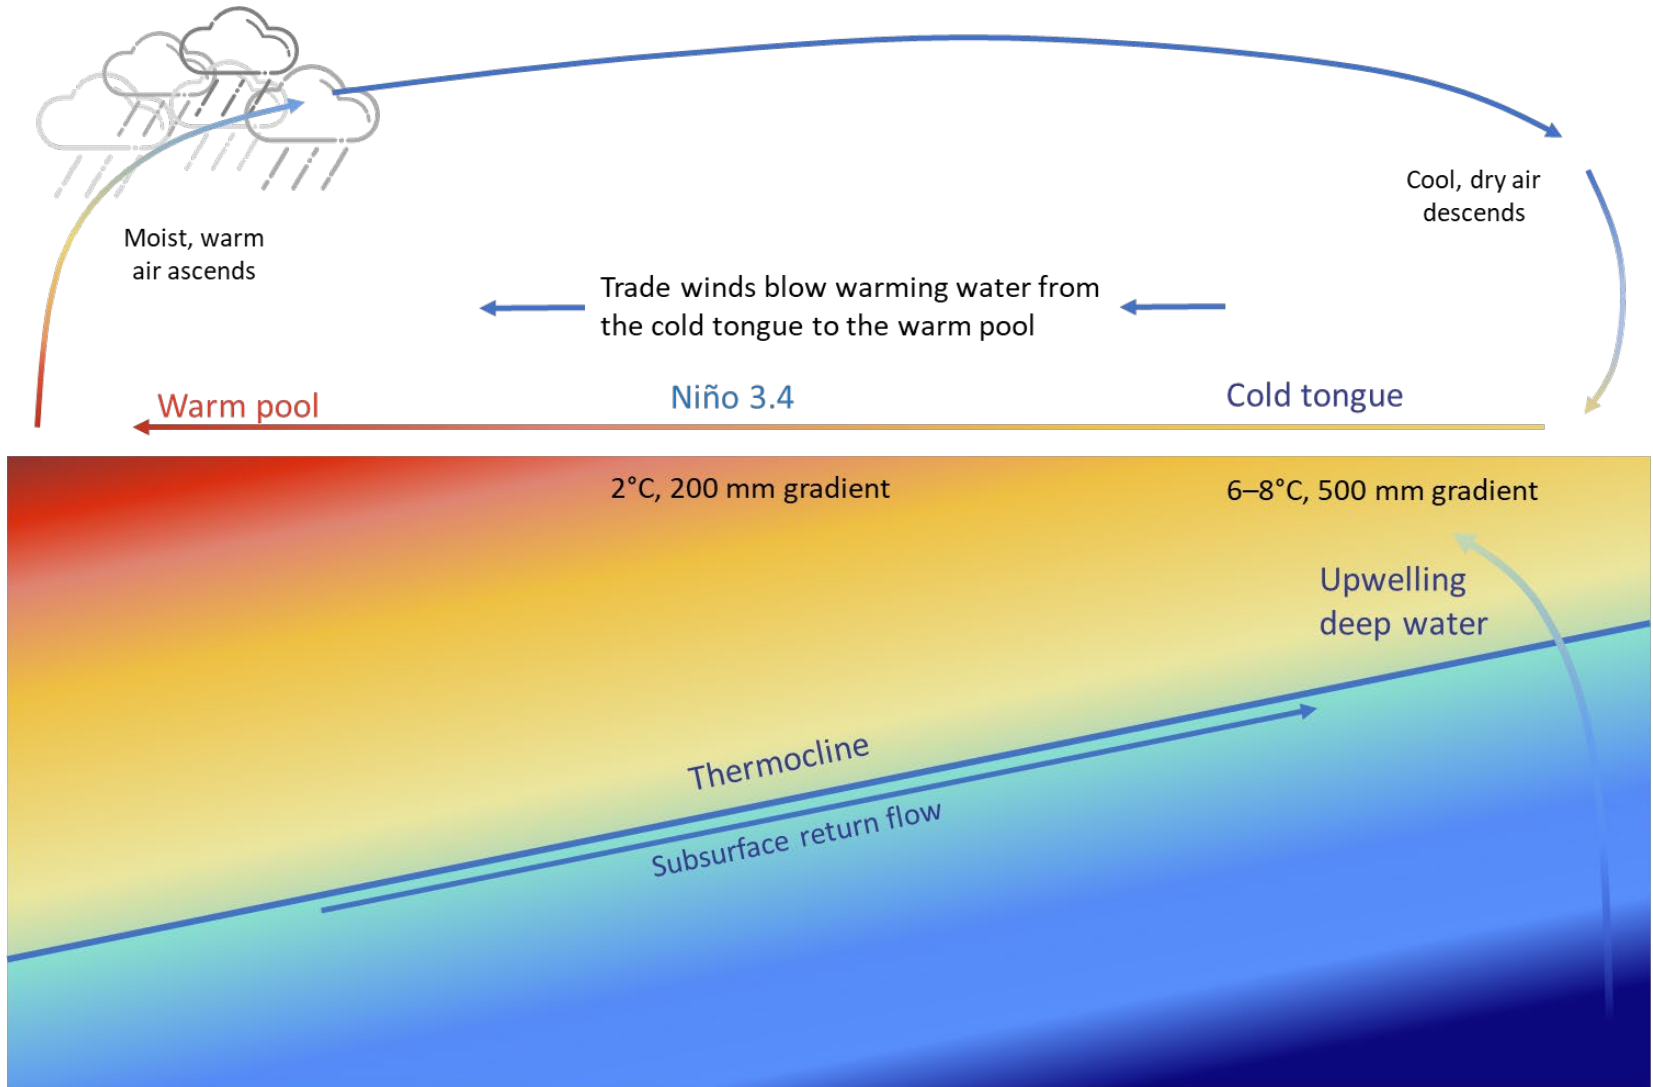 Cool, dry air
descends
Moist, warm
air ascends
Trade winds blow warming water from
the cold tongue to the warm pool
Warm pool
Niño 3.4
Cold tongue
2°C, 200 mm gradient
6–8°C, 500 mm gradient
Upwelling
deep water
Thermocline
Subsurface return flow